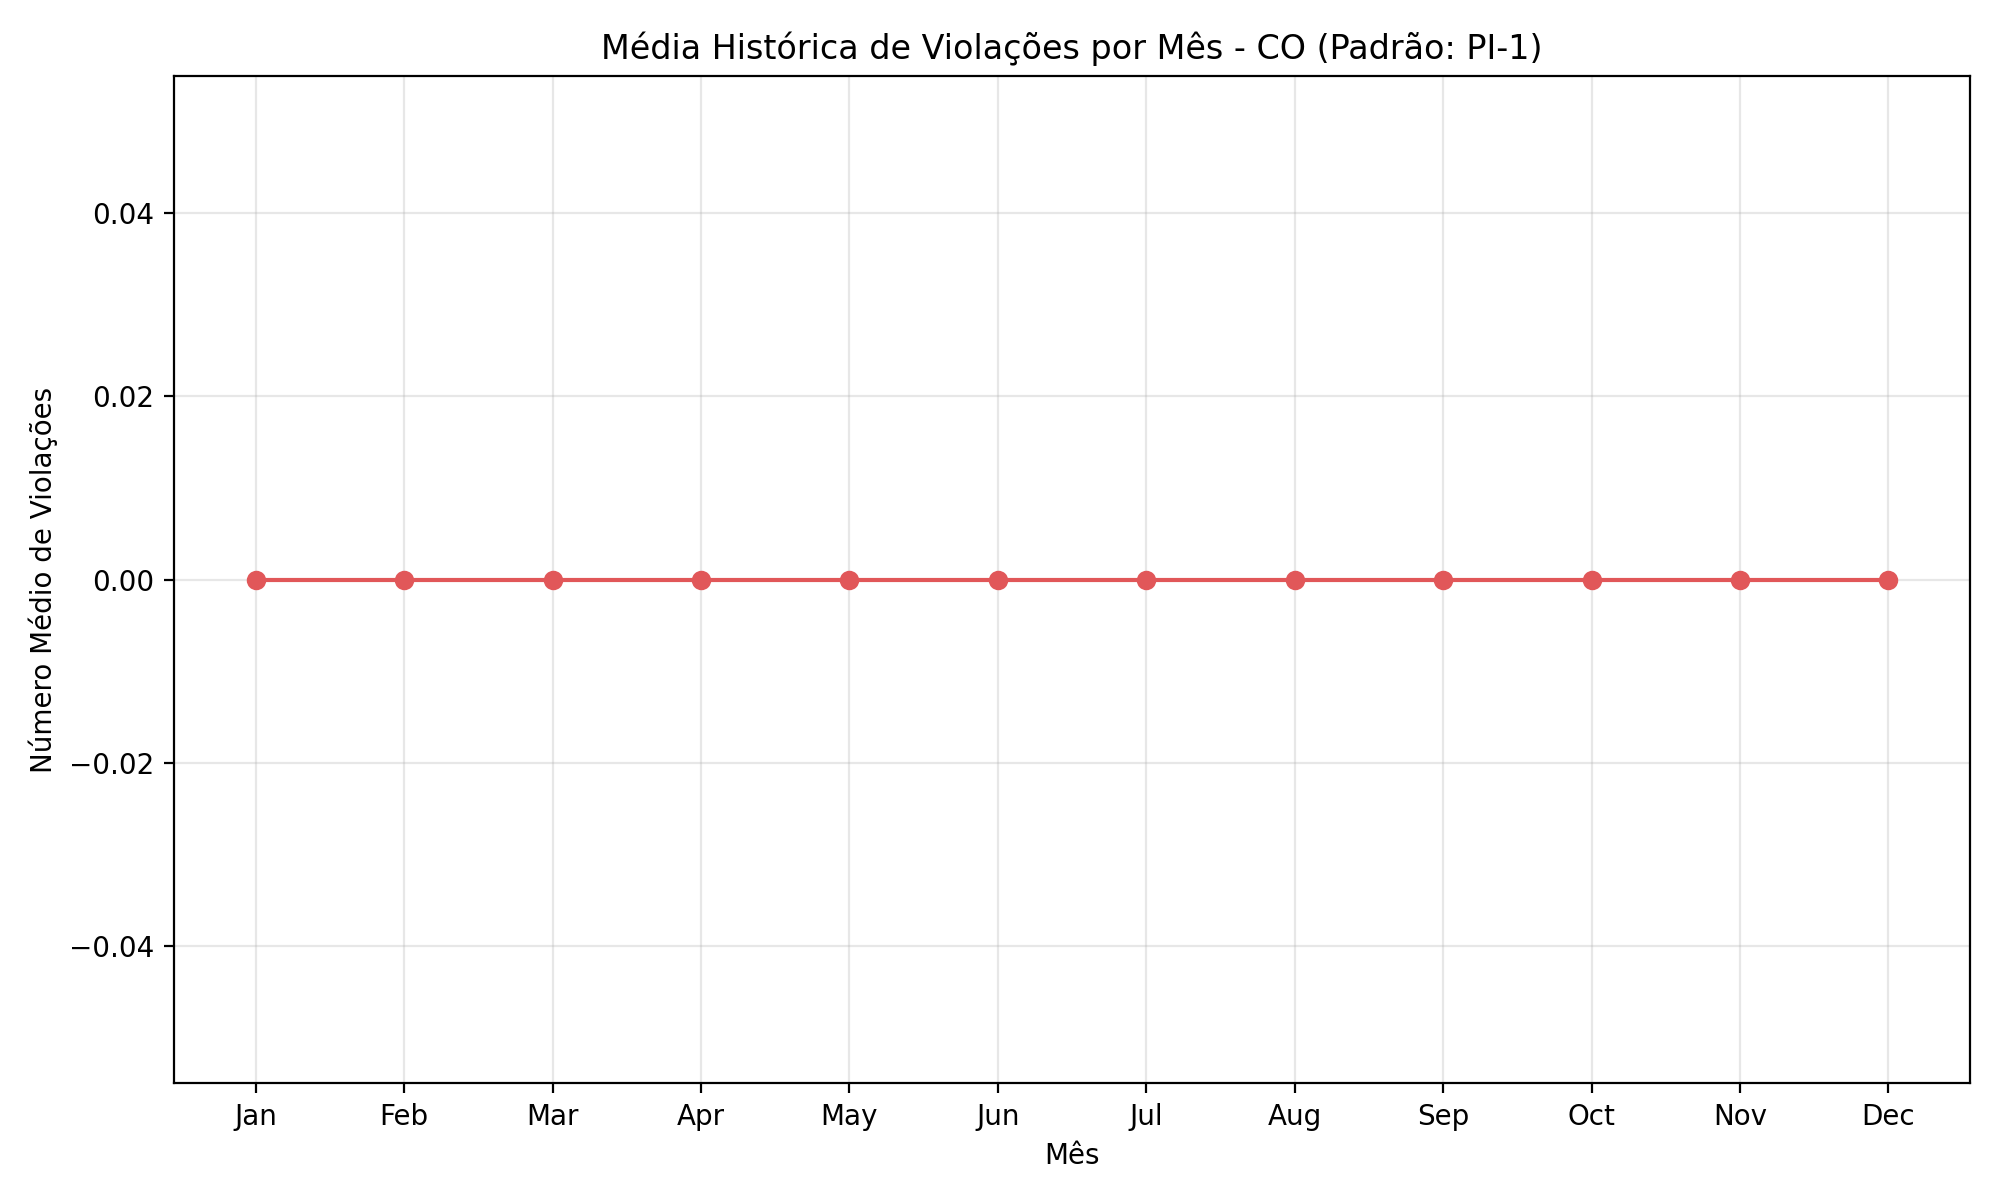 Média Histórica de Violações por Mês - CO (Padrão: PI-1)
Número Médio de Violações
0.04
0.02
0.00
−0.02
−0.04
Jan Feb Mar Apr May Jun Jul Aug Sep Oct Nov Dec
Mês